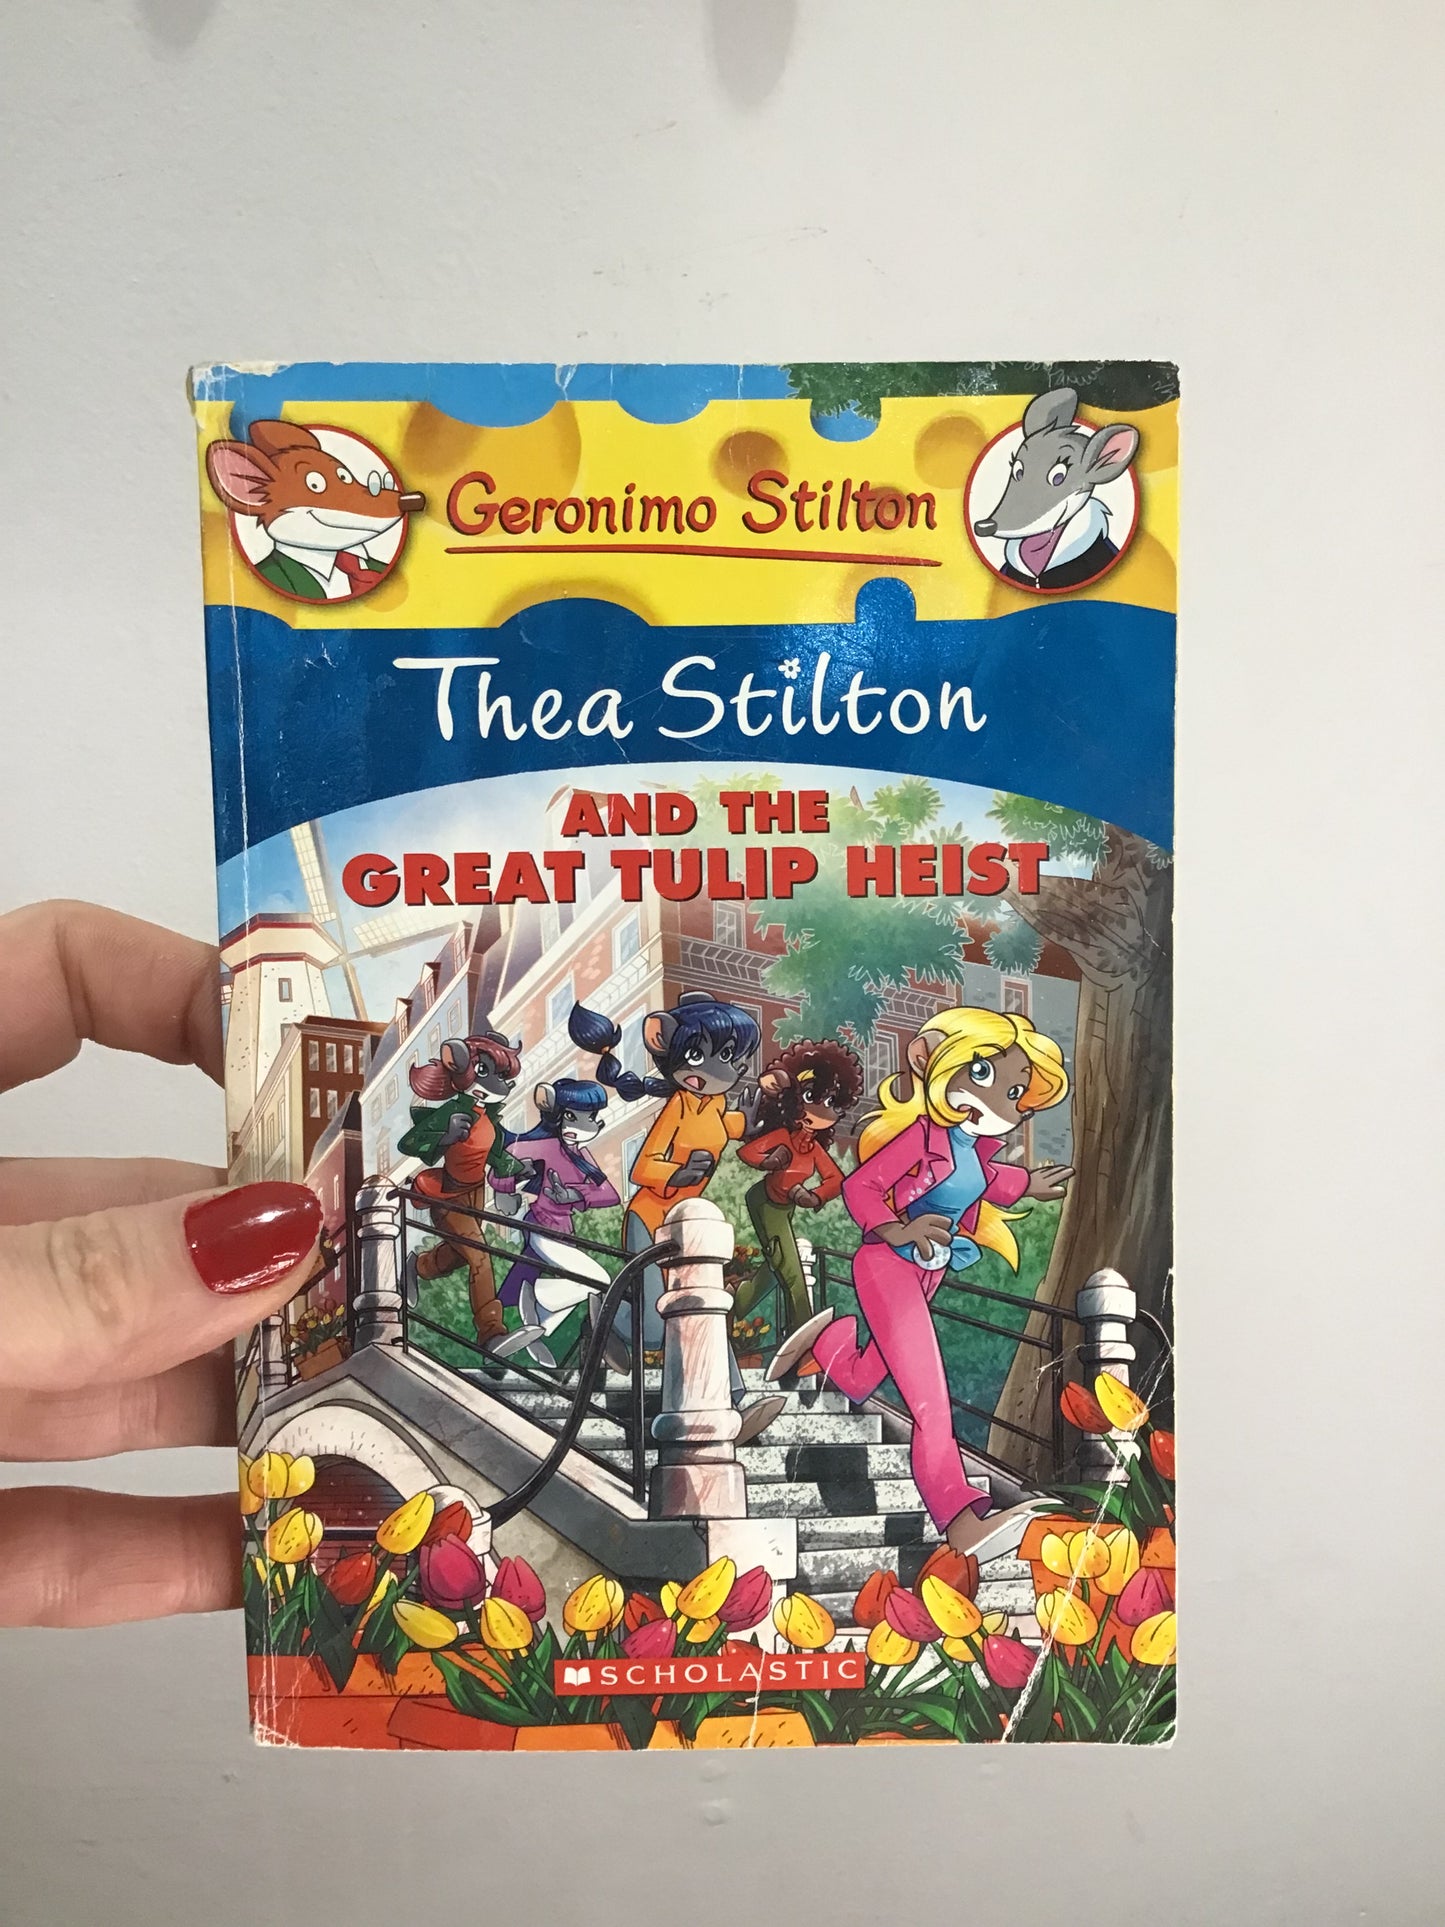 Geronimo Stilton
Thea Stilton
AND THE
GREAT TULIP HEIST
SCHOLASTIC